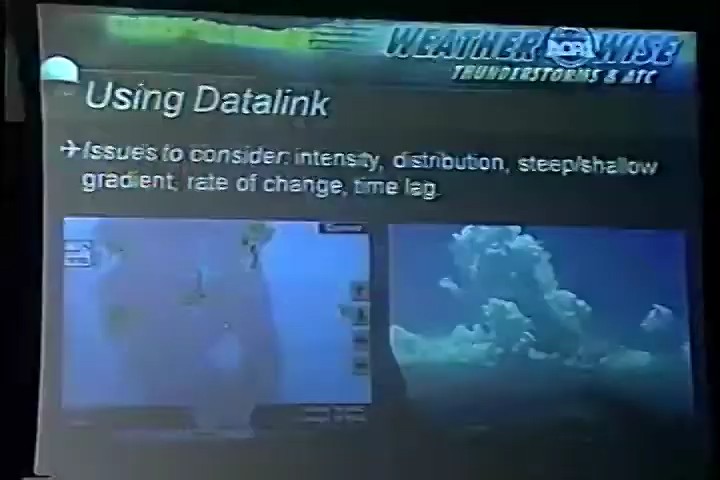 WEATHER WISE
THUNDERSTORMS & ATC
Using Datalink
Issues to consider: intensity, distribution, steep/shallow
gradient, rate of change, time lag.